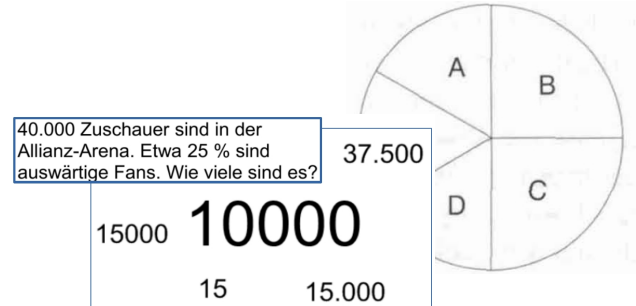 A
B
40.000 Zuschauer sind in der
Allianz-Arena. Etwa 25 % sind
auswärtige Fans. Wie viele sind es?
37.500
15000
10000
D
C
15
15.000